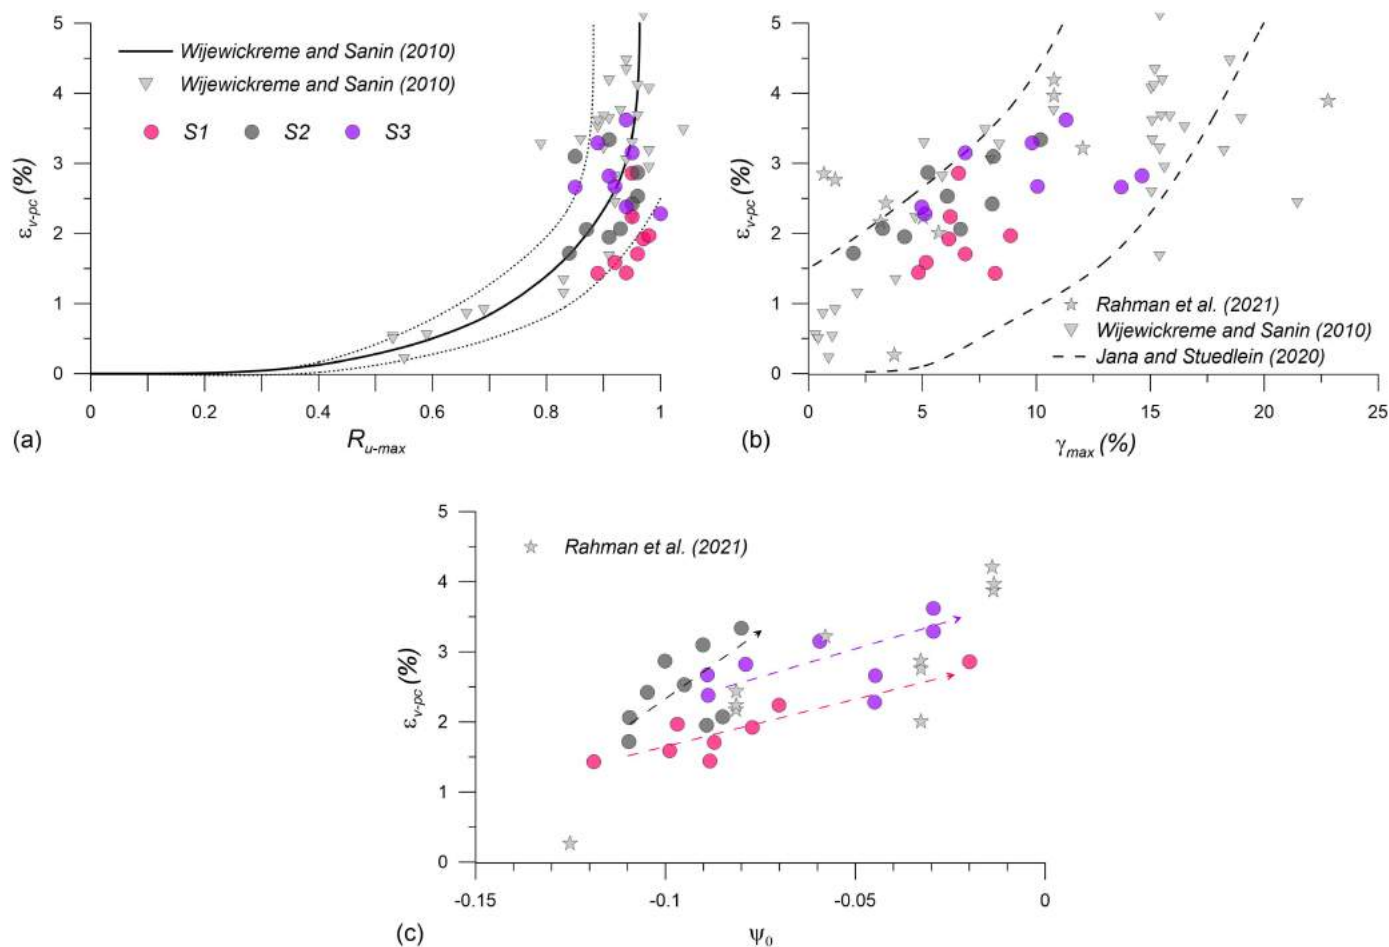 5
4
3
2
1
0
ε_v-pc (%)
Wijewickreme and Sanin (2010)
Wijewickreme and Sanin (2010)
S1 S2 S3
0 0.2 0.4 0.6 0.8 1
(a) R_u-max
5
4
3
2
1
0
ε_v-pc (%)
Rahman et al. (2021)
Wijewickreme and Sanin (2010)
Jana and Stuedlein (2020)
0 5 10 15 20 25
(b) γ_max (%)
5
4
3
2
1
0
ε_v-pc (%)
Rahman et al. (2021)
-0.15 -0.1 -0.05 0
(c) ψ_0